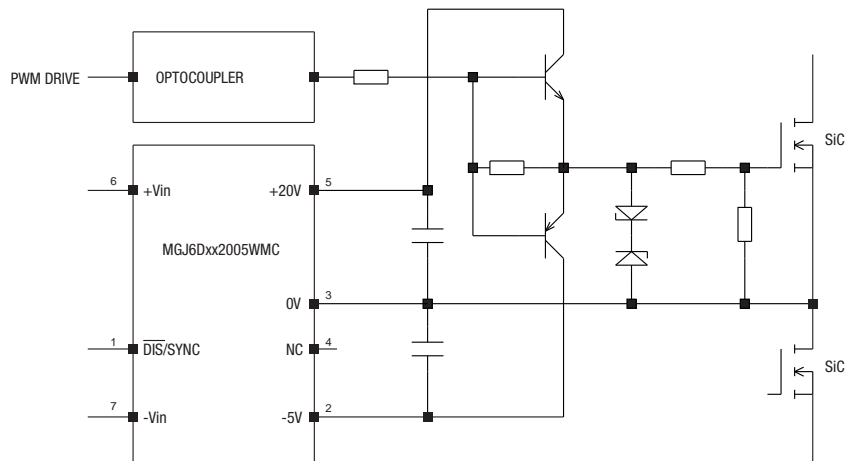 PWM DRIVE
OPTOCOUPLER
SiC
6
+Vin
+20V
5
MGJ6Dxx2005WMC
0V
3
1
DIS/SYNC
NC
4
SiC
7
-Vin
-5V
2